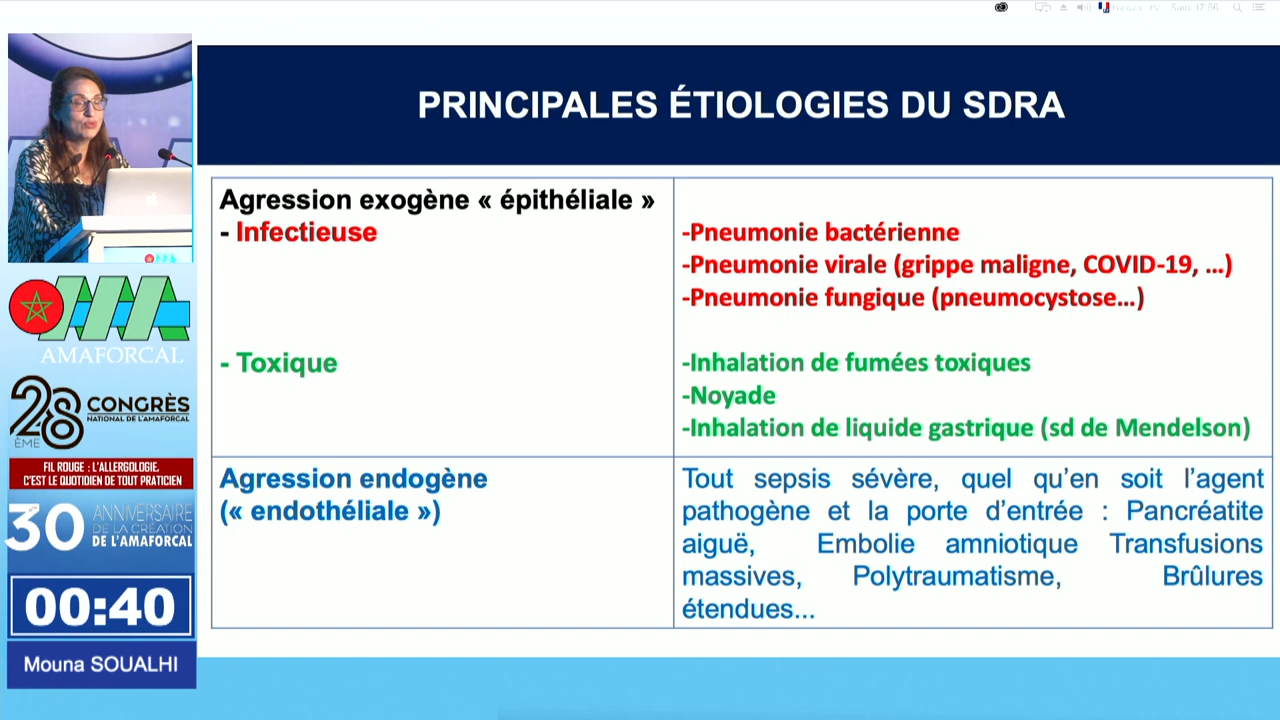 Sam. 17:56
PRINCIPALES ÉTIOLOGIES DU SDRA
Agression exogène « épithéliale »
- Infectieuse
-Pneumonie bactérienne
-Pneumonie virale (grippe maligne, COVID-19, ...)
-Pneumonie fungique (pneumocystose...)
- Toxique
-Inhalation de fumées toxiques
-Noyade
-Inhalation de liquide gastrique (sd de Mendelson)
Agression endogène
(« endothéliale »)
Tout sepsis sévère, quel qu’en soit l’agent
pathogène et la porte d’entrée : Pancréatite
aiguë, Embolie amniotique Transfusions
massives, Polytraumatisme, Brûlures
étendues...
AMAFORCAL
28
ÈME
CONGRÈS
NATIONAL DE L'AMAFORCAL
FIL ROUGE : L'ALLERGOLOGIE,
C'EST LE QUOTIDIEN DE TOUT PRATICIEN
30
ANNIVERSAIRE
DE LA CRÉATION
DE L'AMAFORCAL
00:40
Mouna SOUALHI